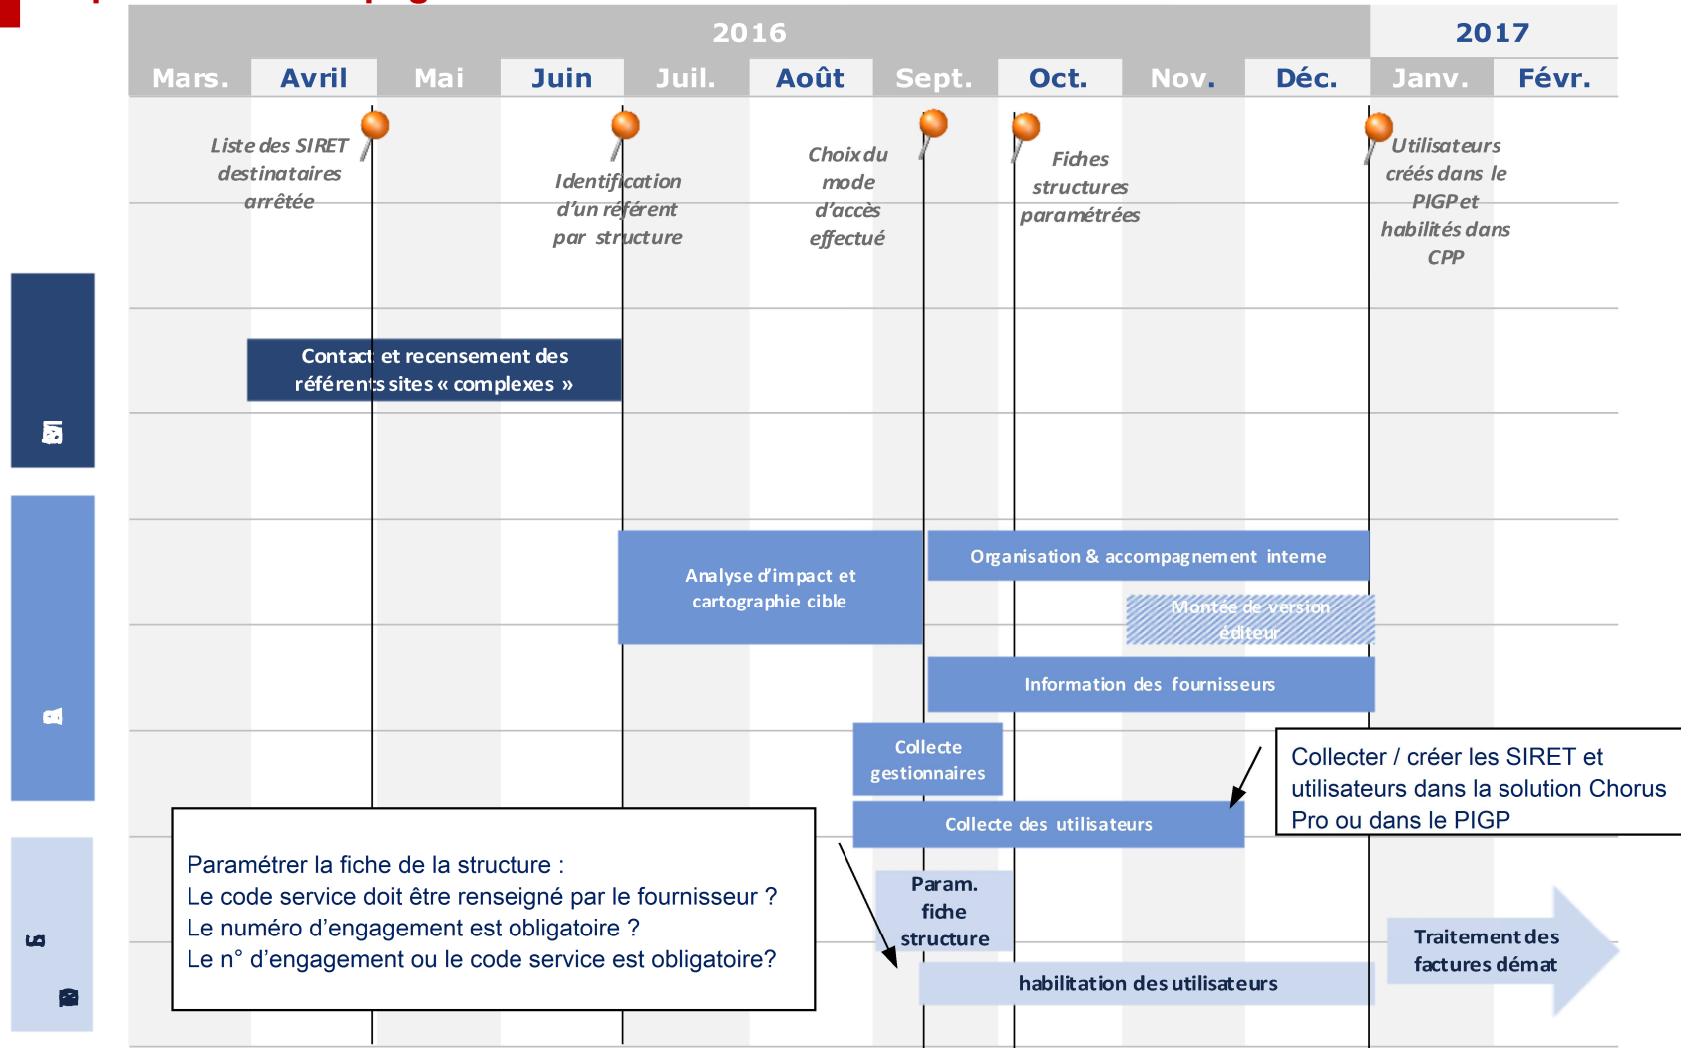 2016
2017
Mars.
Avril
Mai
Juin
Juil.
Août
Sept.
Oct.
Nov.
Déc.
Janv.
Févr.
Liste des SIRET
destinataires
arrêtée
Identification
d’un référent
par structure
Choix du
mode
d’accès
effectué
Fiches
structures
paramétrées
Utilisateurs
créés dans le
PIGP et
habilités dans
CPP
Contact et recensement des
référents sites « complexes »
Analyse d’impact et
cartographie cible
Organisation & accompagnement interne
Montée de version
éditeur
Information des fournisseurs
Collecte
gestionnaires
Collecter / créer les SIRET et
utilisateurs dans la solution Chorus
Pro ou dans le PIGP
Collecte des utilisateurs
Paramétrer la fiche de la structure :
Le code service doit être renseigné par le fournisseur ?
Le numéro d’engagement est obligatoire ?
Le n° d’engagement ou le code service est obligatoire?
Param.
fiche
structure
Traitement des
factures démat
habilitation des utilisateurs